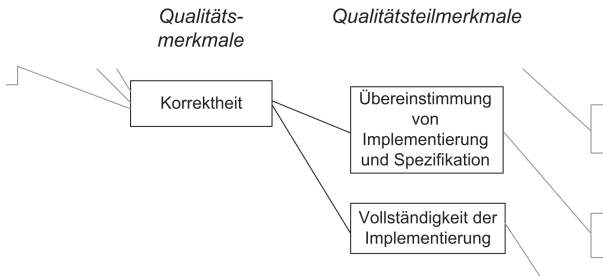 Qualitäts-
merkmale
Qualitätsteilmerkmale
Korrektheit
Übereinstimmung
von
Implementierung
und Spezifikation
Vollständigkeit der
Implementierung